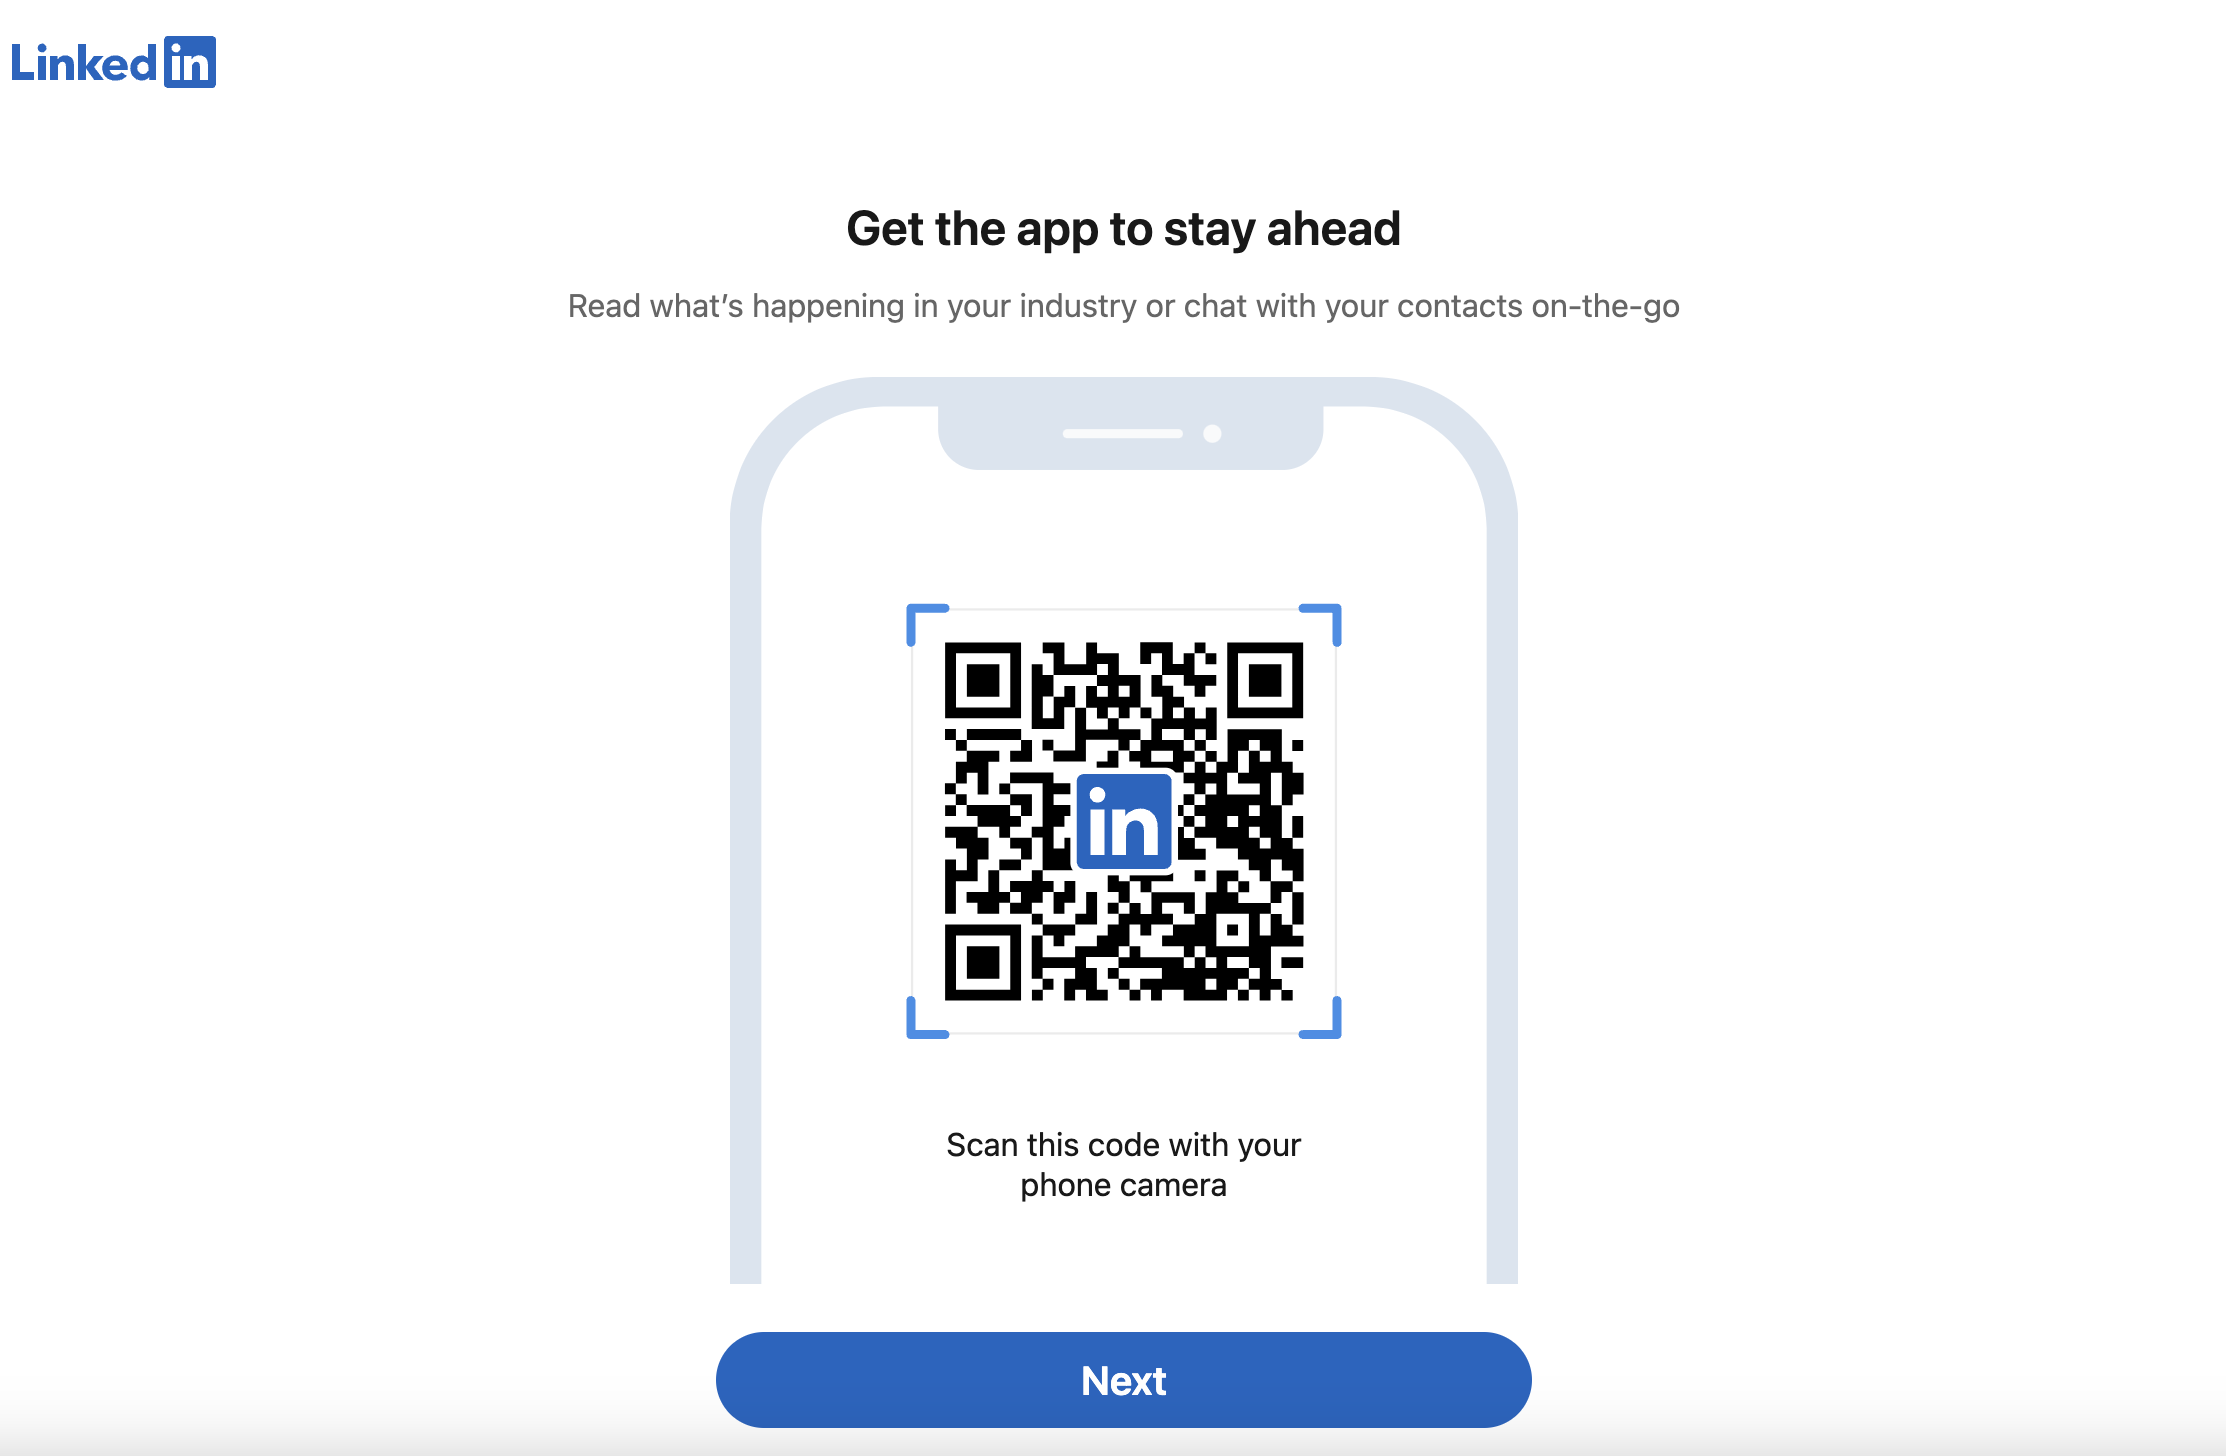 Linkedin
Get the app to stay ahead
Read what’s happening in your industry or chat with your contacts on-the-go
in
Scan this code with your
phone camera
Next